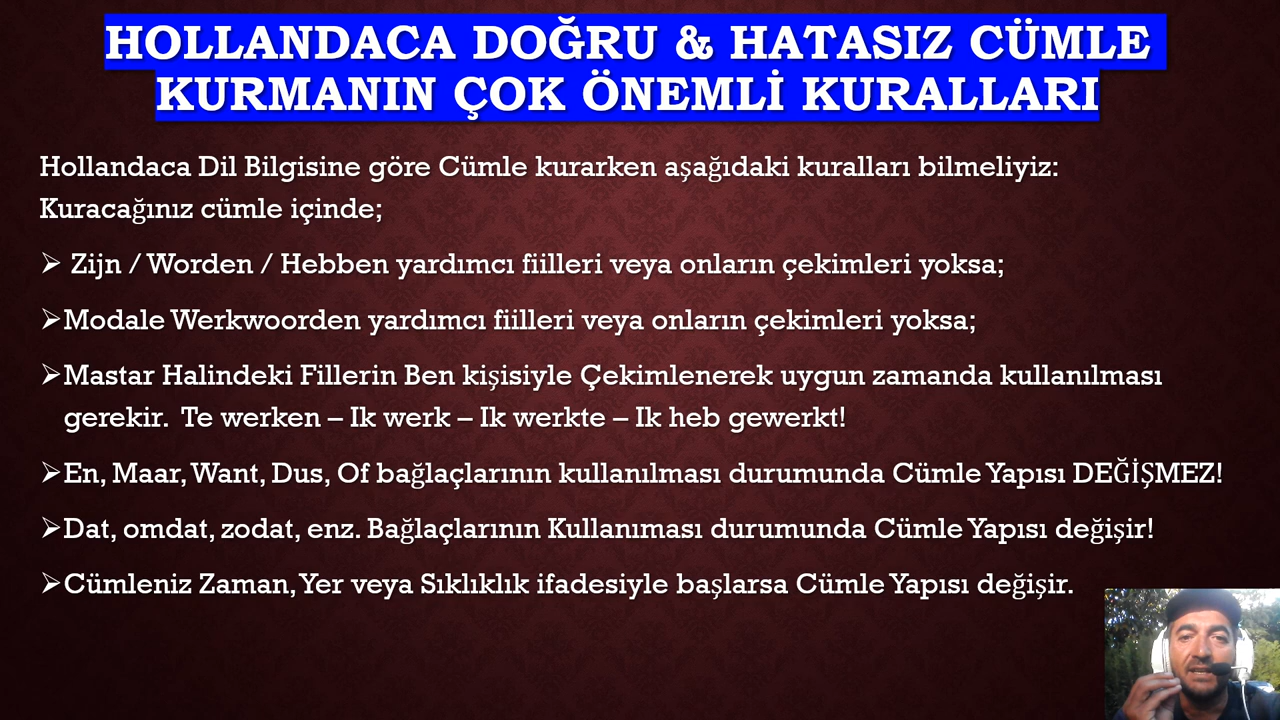 HOLLANDACA DOĞRU & HATASIZ CÜMLE
KURMANIN ÇOK ÖNEMLİ KURALLARI
Hollandaca Dil Bilgisine göre Cümle kurarken aşağıdaki kuralları bilmeliyiz:
Kuracağınız cümle içinde;
➢ Zijn / Worden / Hebben yardımcı fiilleri veya onların çekimleri yoksa;
➢Modale Werkwoorden yardımcı fiilleri veya onların çekimleri yoksa;
➢Mastar Halindeki Fillerin Ben kişisiyle Çekimlenerek uygun zamanda kullanılması
gerekir. Te werken – Ik werk – Ik werkte – Ik heb gewerkt!
➢En, Maar, Want, Dus, Of bağlaçlarının kullanılması durumunda Cümle Yapısı DEĞİŞMEZ!
➢Dat, omdat, zodat, enz. Bağlaçlarının Kullanıması durumunda Cümle Yapısı değişir!
➢Cümleniz Zaman, Yer veya Sıklıklık ifadesiyle başlarsa Cümle Yapısı değişir.